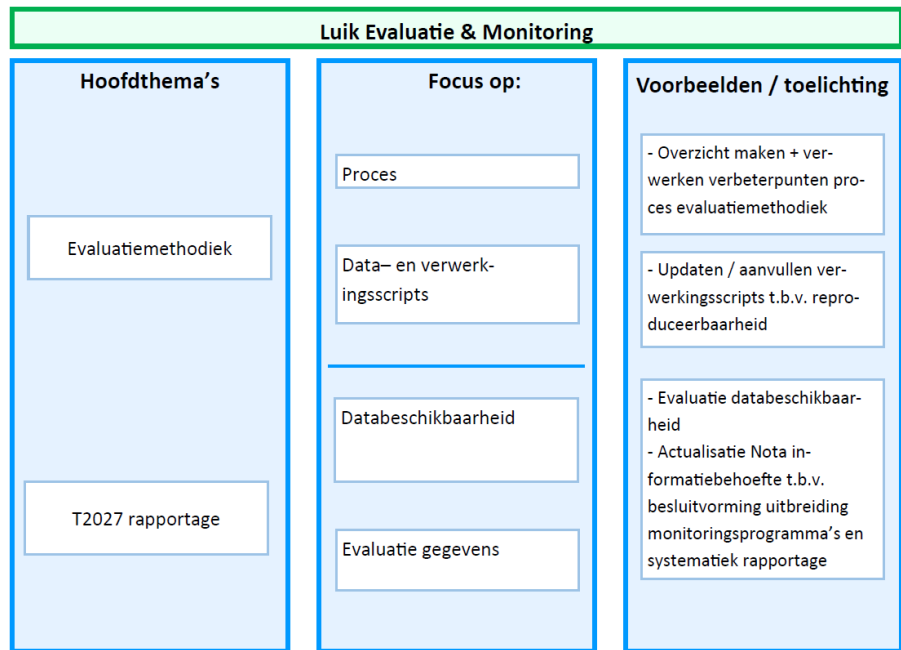 Luik Evaluatie & Monitoring
Hoofdthema's
Evaluatiemethodiek
T2027 rapportage
Focus op:
Proces
Data– en verwerk-
ingsscripts
Databeschikbaarheid
Evaluatie gegevens
Voorbeelden / toelichting
- Overzicht maken + ver-
werken verbeterpunten pro-
ces evaluatiemethodiek
- Updaten / aanvullen ver-
werkingsscripts t.b.v. repro-
duceerbaarheid
- Evaluatie databeschikbaar-
heid
- Actualisatie Nota in-
formatiebehoefte t.b.v.
besluitvorming uitbreiding
monitoringsprogramma's en
systematiek rapportage